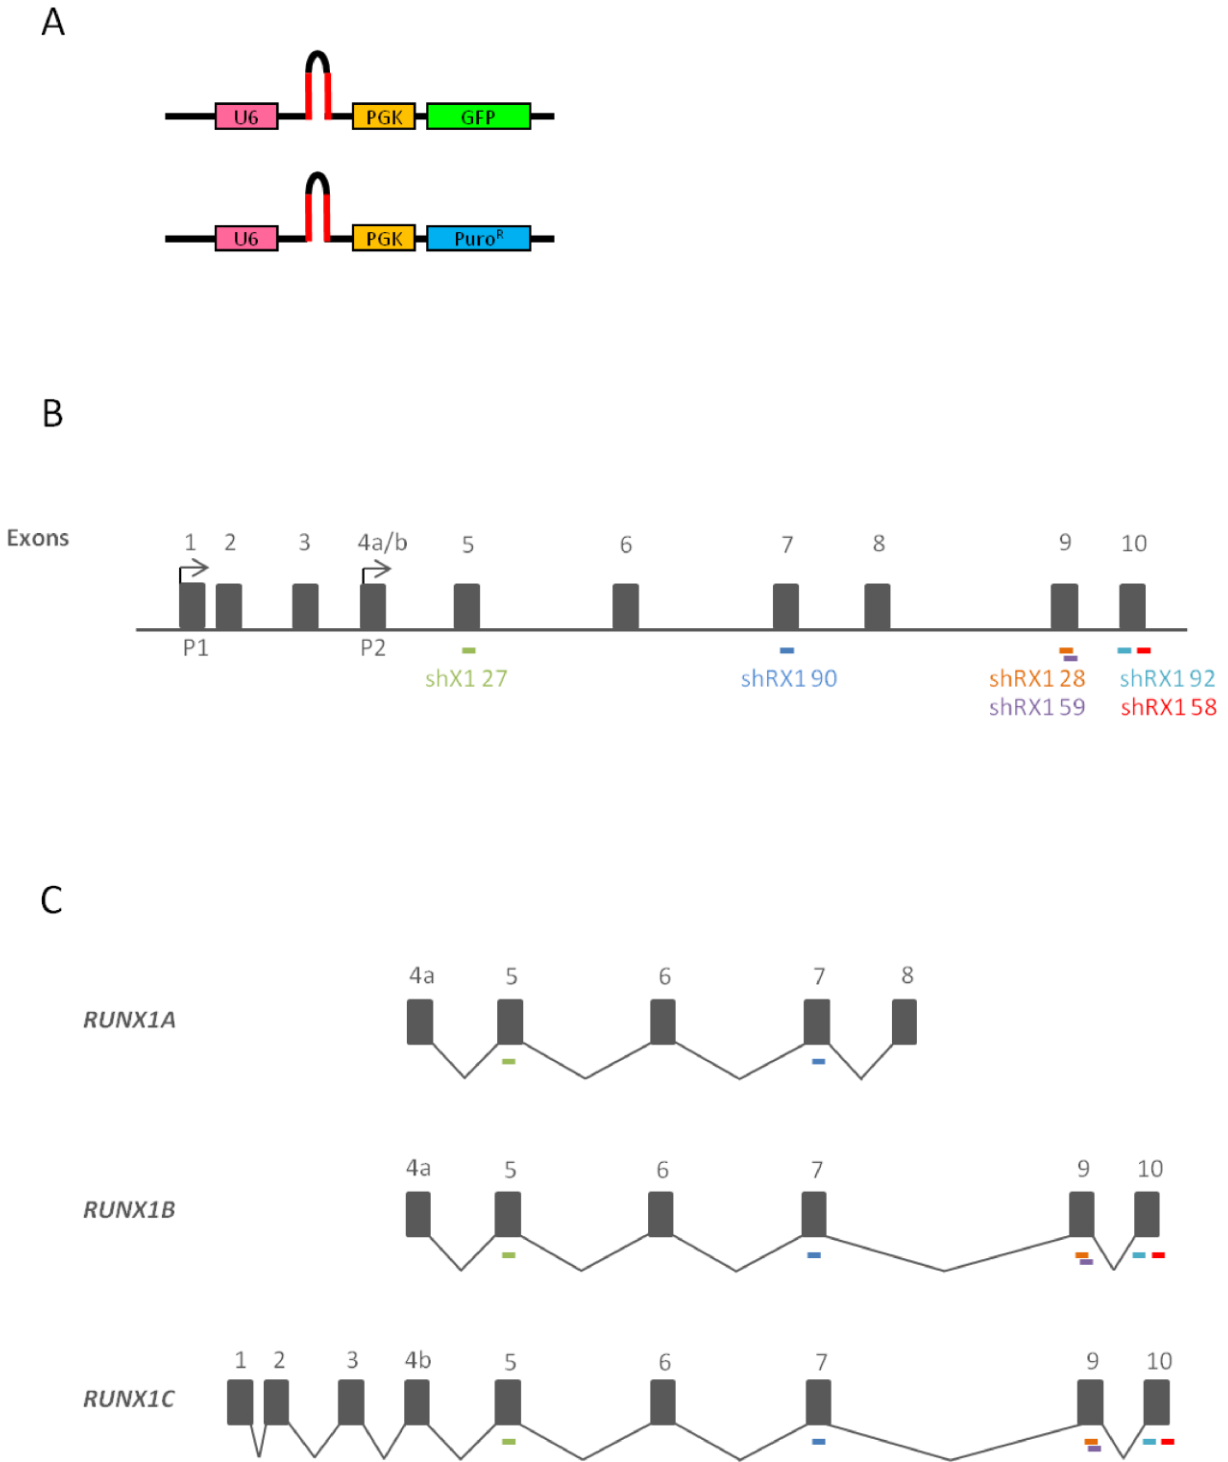 A
U6 PGK GFP
U6 PGK Puro^R
B
Exons 1 2 3 4a/b 5 6 7 8 9 10
P1 P2
shX1 27 shRX1 90 shRX1 28 shRX1 92
shRX1 59 shRX1 58
C
4a 5 6 7 8
RUNX1A
4a 5 6 7 9 10
RUNX1B
1 2 3 4b 5 6 7 9 10
RUNX1C